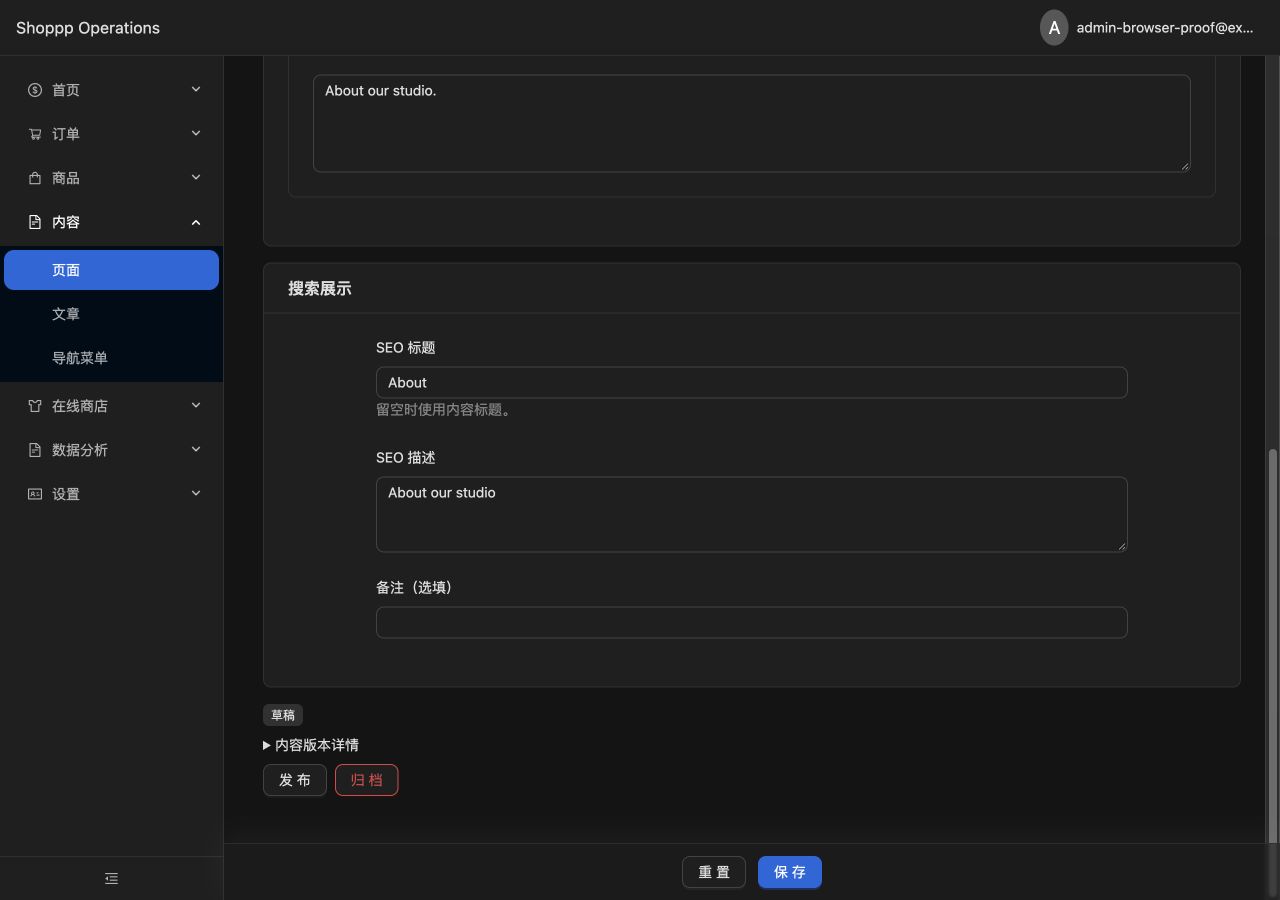 Shoppp Operations
A
admin-browser-proof@ex...
首页
订单
商品
内容
页面
文章
导航菜单
在线商店
数据分析
设置
About our studio.
搜索展示
SEO 标题
About
留空时使用内容标题。
SEO 描述
About our studio
备注（选填）
草稿
内容版本详情
发 布
归 档
重 置
保 存